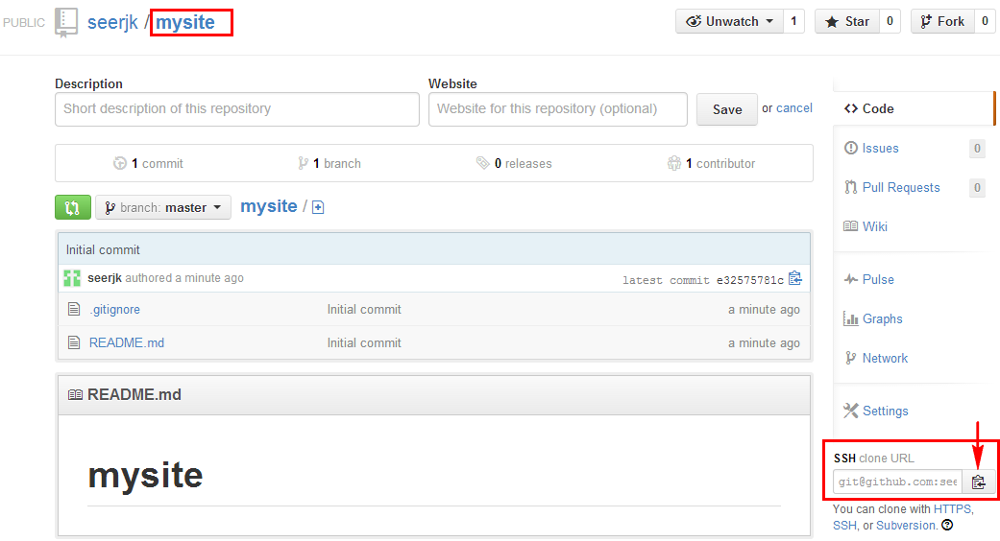 PUBLIC seerjk / mysite Unwatch 1 Star 0 Fork 0
Description Website
Short description of this repository Website for this repository (optional) Save or cancel
1 commit 1 branch 0 releases 1 contributor
branch: master mysite /
Initial commit
seerjk authored a minute ago latest commit e32575781c
.gitignore Initial commit a minute ago
README.md Initial commit a minute ago
README.md
mysite
Code
Issues 0
Pull Requests 0
Wiki
Pulse
Graphs
Network
Settings
SSH clone URL
git@github.com:see
You can clone with HTTPS,
SSH, or Subversion.